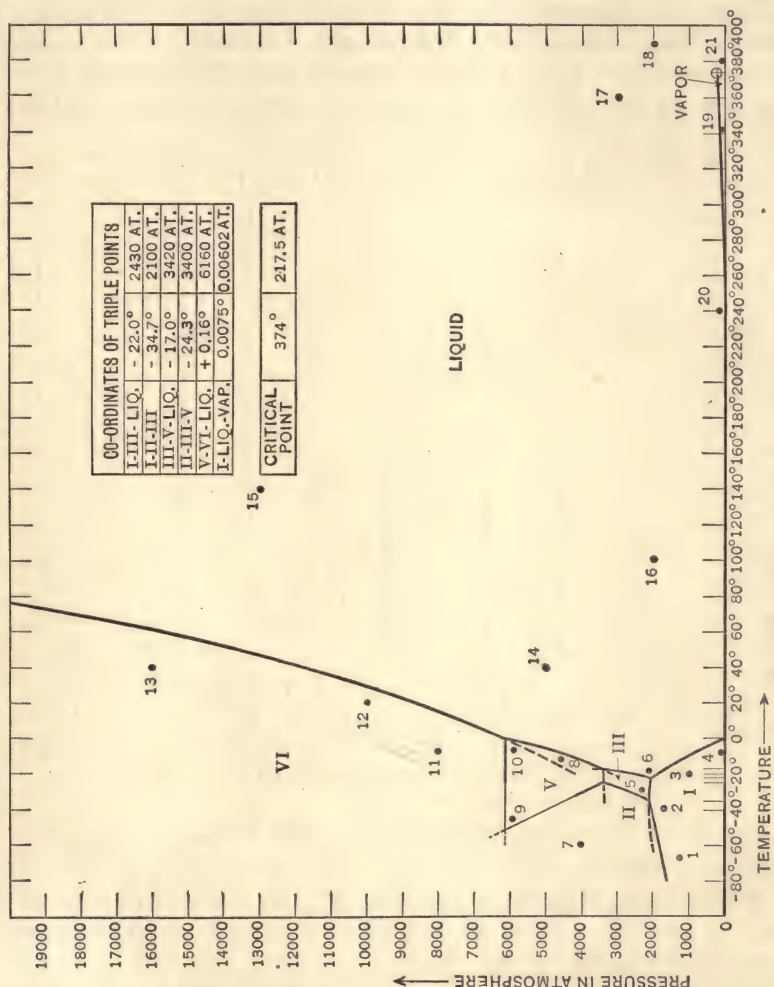 CO-ORDINATES OF TRIPLE POINTS
I-III-LIQ. - 22.0° 2430 AT.
I-II-III - 34.7° 2100 AT.
III-V-LIQ. - 17.0° 3420 AT.
II-III-V - 24.3° 3400 AT.
V-VI-LIQ. + 0.16° 6160 AT.
I-LIQ.-VAP. 0.0075° 0.00602 AT.
CRITICAL POINT 374° 217.5 AT.
LIQUID
VAPOR
VI
V
III
II
I
1
2
3
4
5
6
7
8
9
10
11
12
13
14
15
16
17
18
19
20
21
19000
18000
17000
16000
15000
14000
13000
12000
11000
10000
9000
8000
7000
6000
5000
4000
3000
2000
1000
0
-80° -60° -40° -20° 0° 20° 40° 60° 80° 100° 120° 140° 160° 180° 200° 220° 240° 260° 280° 300° 320° 340° 360° 380° 400°
TEMPERATURE
PRESSURE IN ATMOSPHERE